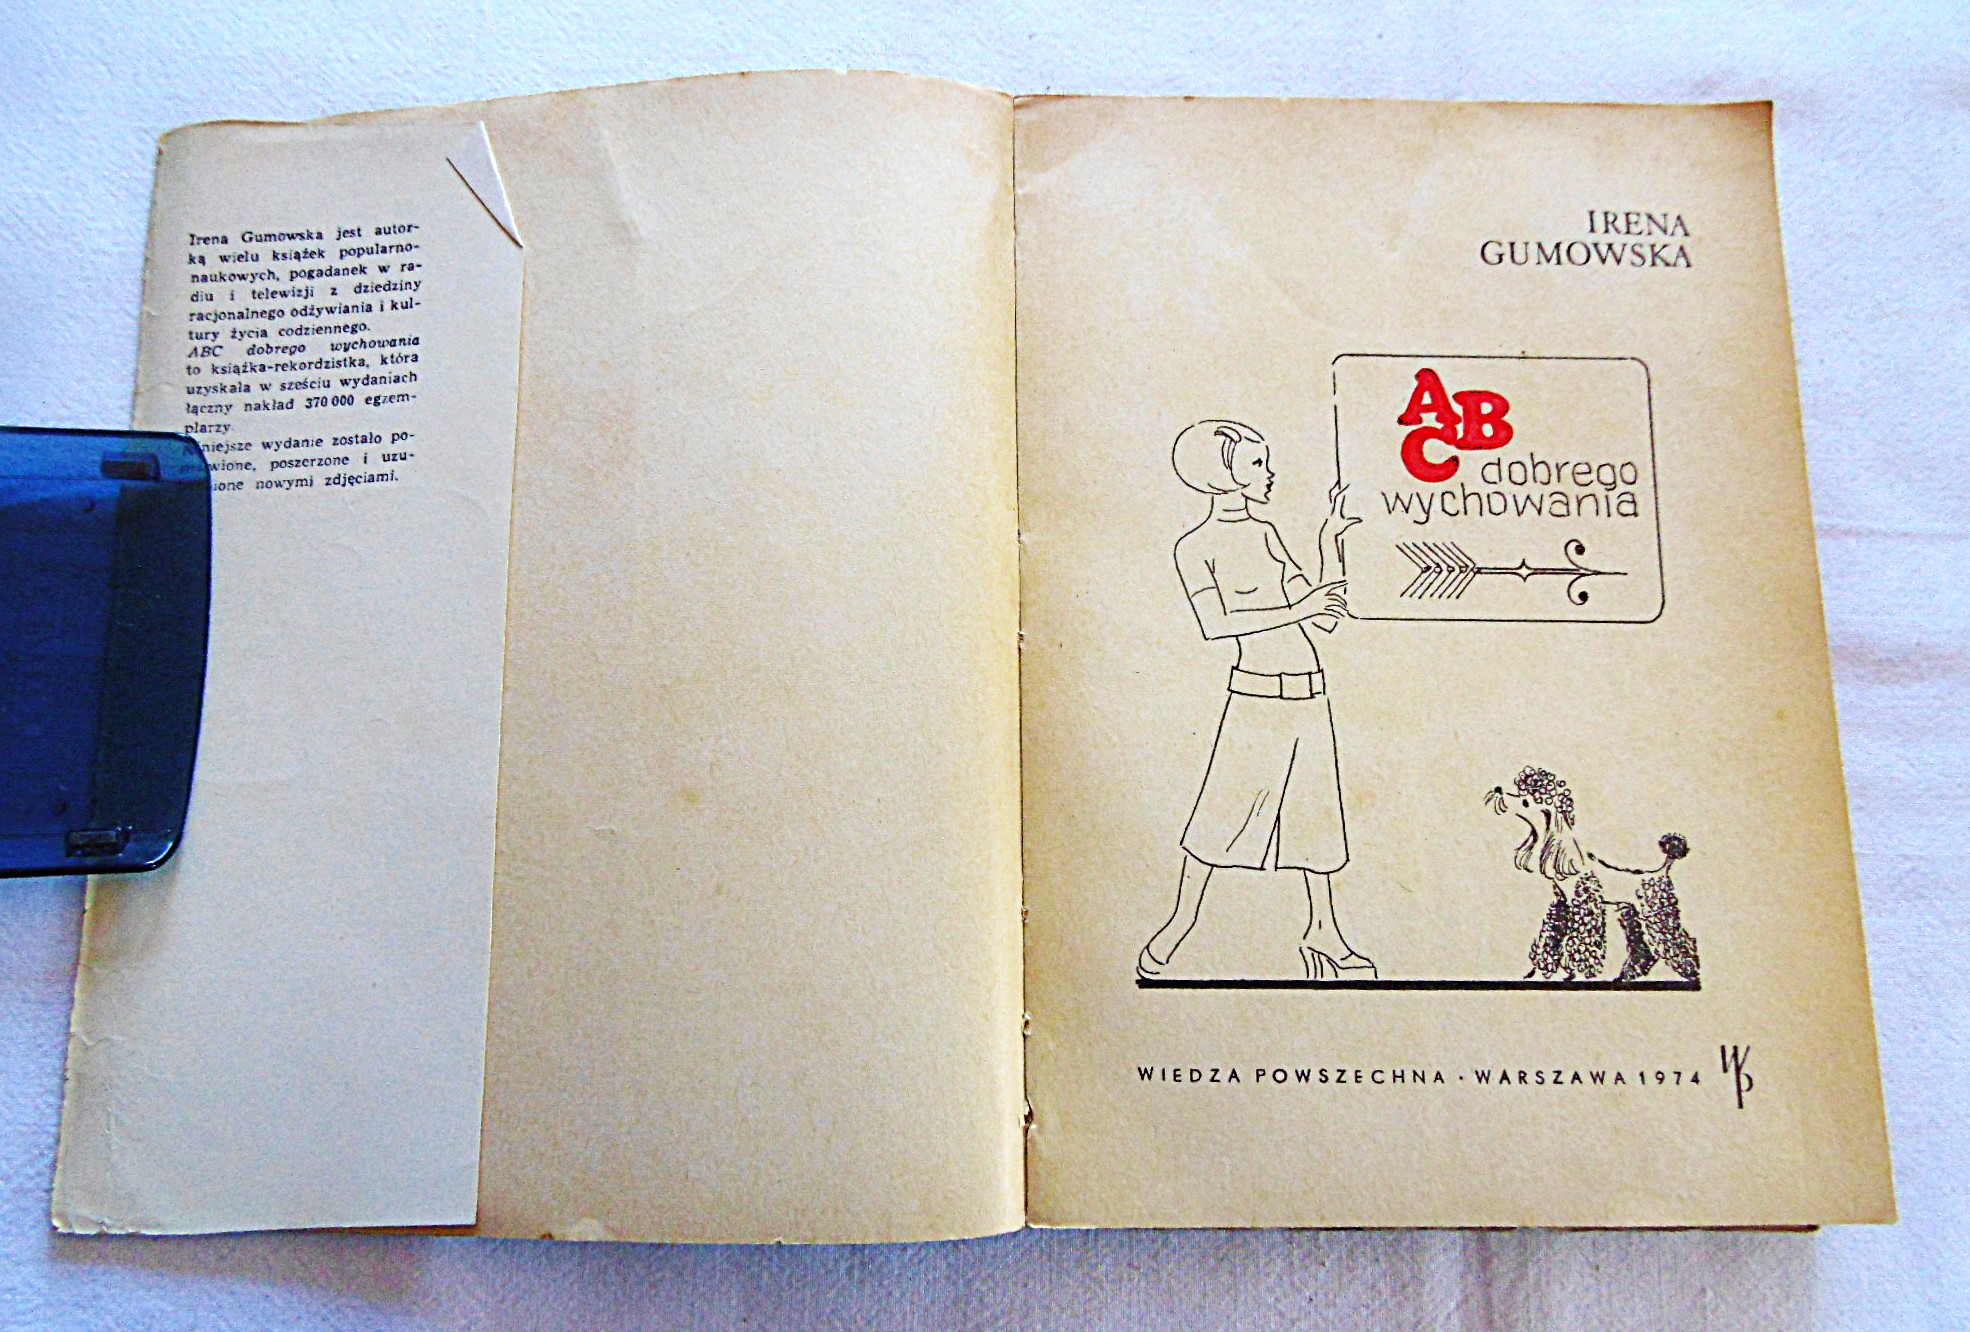 Irena Gumowska jest autor-
ką wielu książek popularno-
naukowych, pogadanek w ra-
diu i telewizji z dziedziny
racjonalnego odżywiania i kul-
tury życia codziennego.
ABC dobrego wychowania
to książka-rekordzistka, która
uzyskała w sześciu wydaniach
łączny nakład 370 000 egzem-
plarzy.
wydanie zostało po-
poszerzone i uzu-
nowymi zdjęciami.
IRENA
GUMOWSKA
ABC
dobrego
wychowania
WIEDZA POWSZECHNA · WARSZAWA 1974 WP